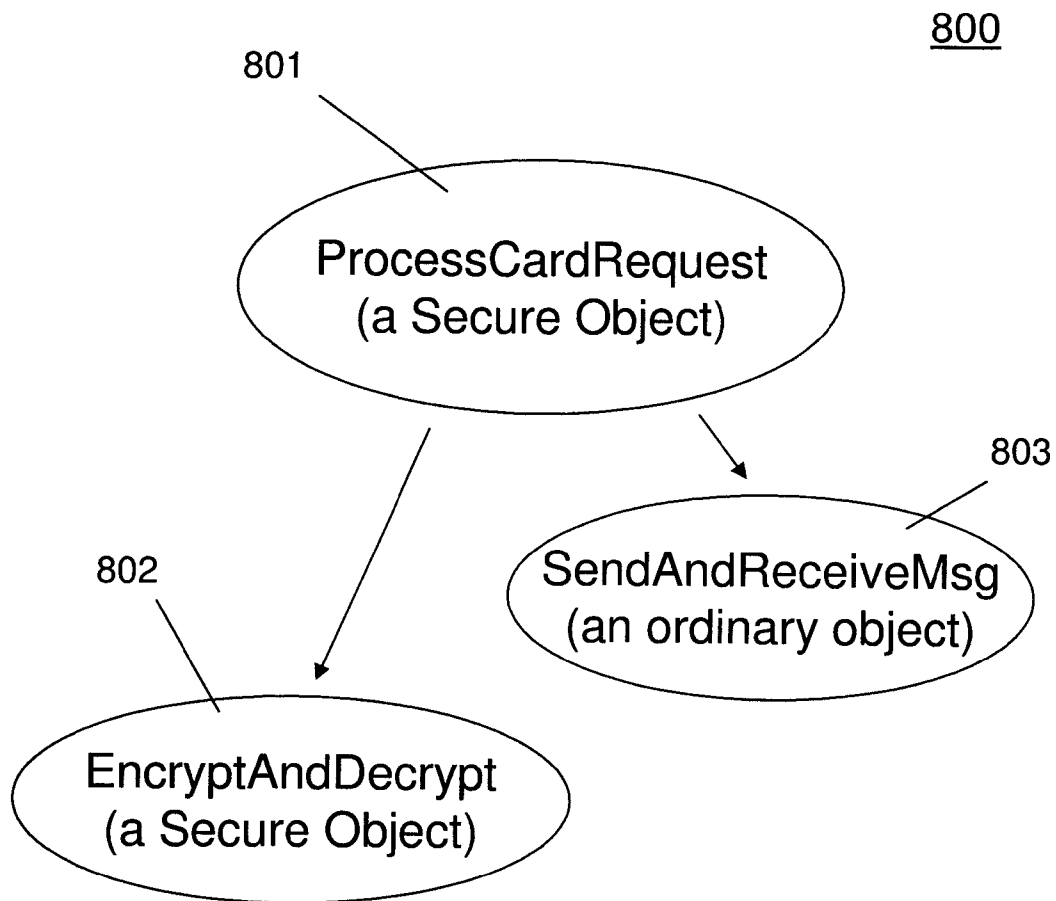 800
801
ProcessCardRequest
(a Secure Object)
803
SendAndReceiveMsg
(an ordinary object)
802
EncryptAndDecrypt
(a Secure Object)